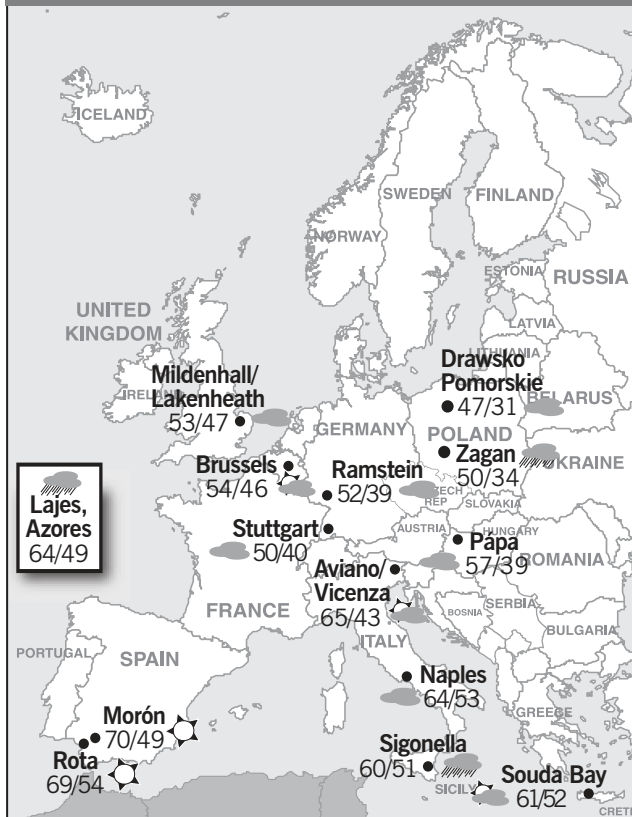 ICELAND
SWEDEN
FINLAND
NORWAY
ESTONIA
RUSSIA
UNITED
KINGDOM
LATVIA
LITHUANIA
Drawsko
Pomorskie
47/31
BELARUS
Mildenhall/
Lakenheath
53/47
IRELAND
GERMANY
POLAND
Zagan
50/34
UKRAINE
Brussels
54/46
Ramstein
52/39
CZECH
REP
SLOVAKIA
Lajes,
Azores
64/49
Stuttgart
50/40
AUSTRIA
HUNGARY
Pápa
57/39
ROMANIA
Aviano/
Vicenza
65/43
FRANCE
BOSNIA
SERBIA
BULGARIA
ITALY
PORTUGAL
SPAIN
Naples
64/53
GREECE
Morón
70/49
Rota
69/54
Sigonella
60/51
SICILY
Souda Bay
61/52
CRETE